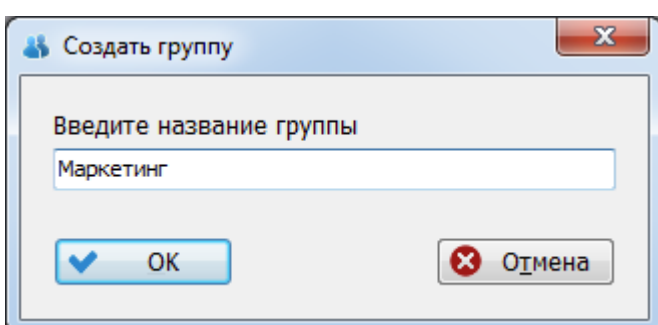 Создать группу
Введите название группы
Маркетинг
OK
Отмена